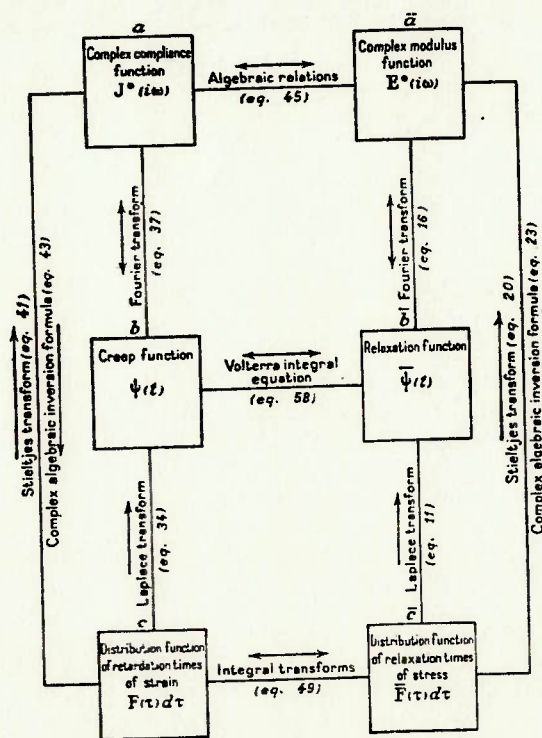 a
Complex compliance
function
J*(iω)
Algebraic relations
(eq. 45)
ā
Complex modulus
function
E*(iω)
Stieltjes transform (eq. 41)
Complex algebraic inversion formula (eq. 43)
Fourier transform
(eq. 37)
Fourier transform
(eq. 16)
Stieltjes transform (eq. 20)
Complex algebraic inversion formula (eq. 23)
b
Creep function
ψ(t)
Volterra integral
equation
(eq. 58)
b̄
Relaxation function
ψ̄(t)
Laplace transform
(eq. 34)
Laplace transform
(eq. 11)
c
Distribution function
of retardation times
of strain
F(τ)dτ
Integral transforms
(eq. 49)
c̄
Distribution function
of relaxation times
of stress
F̄(τ)dτ